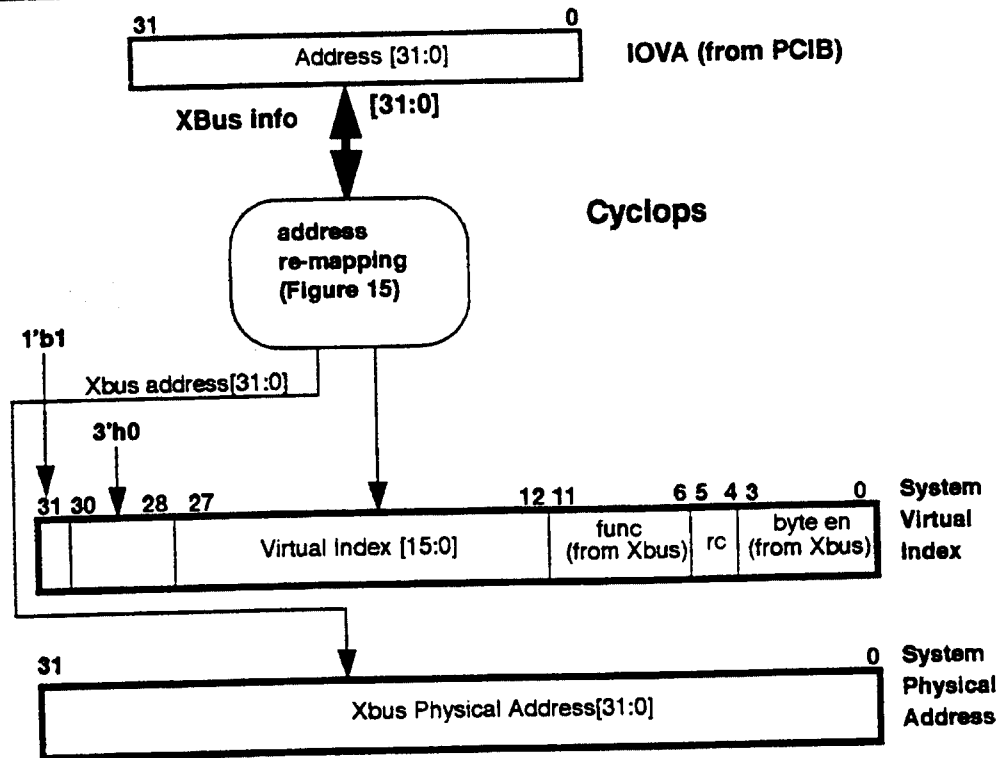 31 0
Address [31:0] IOVA (from PCIB)
XBus info [31:0]
Cyclops
address
re-mapping
(Figure 15)
1'b1
Xbus address[31:0]
3'h0
31 30 28 27 12 11 6 5 4 3 0
System
Virtual
Index
Virtual Index [15:0]
func
(from Xbus)
rc
byte en
(from Xbus)
31 0
System
Physical
Address
Xbus Physical Address[31:0]